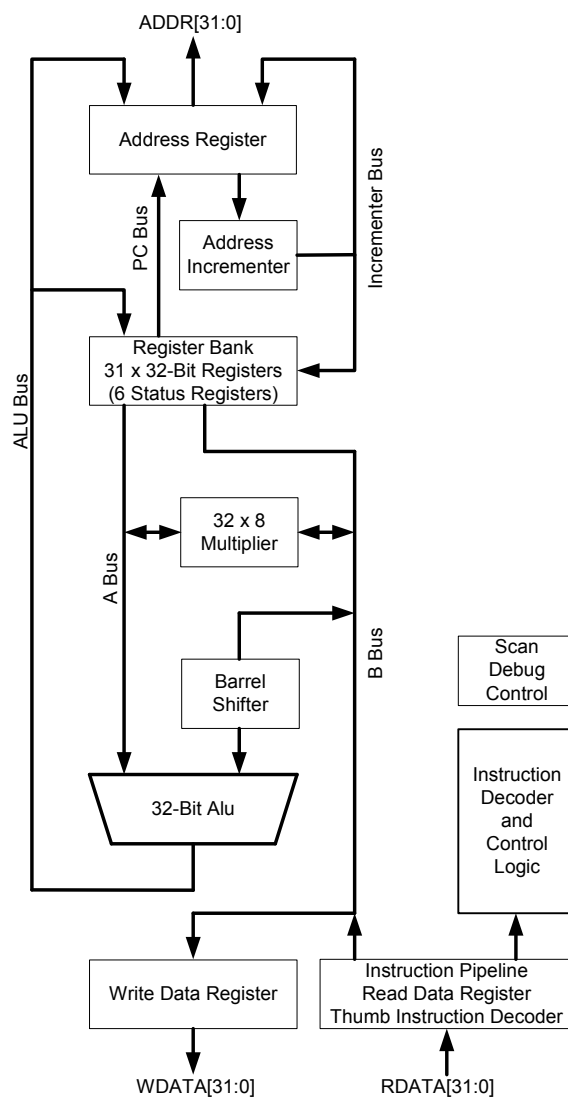 ADDR[31:0]
Address Register
PC Bus
Address
Incrementer
Incrementer Bus
Register Bank
31 x 32-Bit Registers
(6 Status Registers)
ALU Bus
A Bus
32 x 8
Multiplier
B Bus
Barrel
Shifter
32-Bit Alu
Scan
Debug
Control
Instruction
Decoder
and
Control
Logic
Write Data Register
Instruction Pipeline
Read Data Register
Thumb Instruction Decoder
WDATA[31:0]
RDATA[31:0]